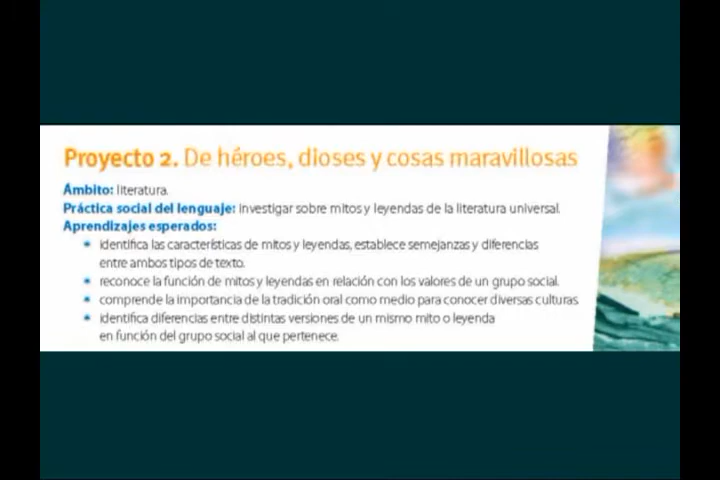 Proyecto 2. De héroes, dioses y cosas maravillosas
Ámbito: literatura.
Práctica social del lenguaje: investigar sobre mitos y leyendas de la literatura universal.
Aprendizajes esperados:
* identifica las características de mitos y leyendas, establece semejanzas y diferencias
entre ambos tipos de texto.
* reconoce la función de mitos y leyendas en relación con los valores de un grupo social.
* comprende la importancia de la tradición oral como medio para conocer diversas culturas
* identifica diferencias entre distintas versiones de un mismo mito o leyenda
en función del grupo social al que pertenece.